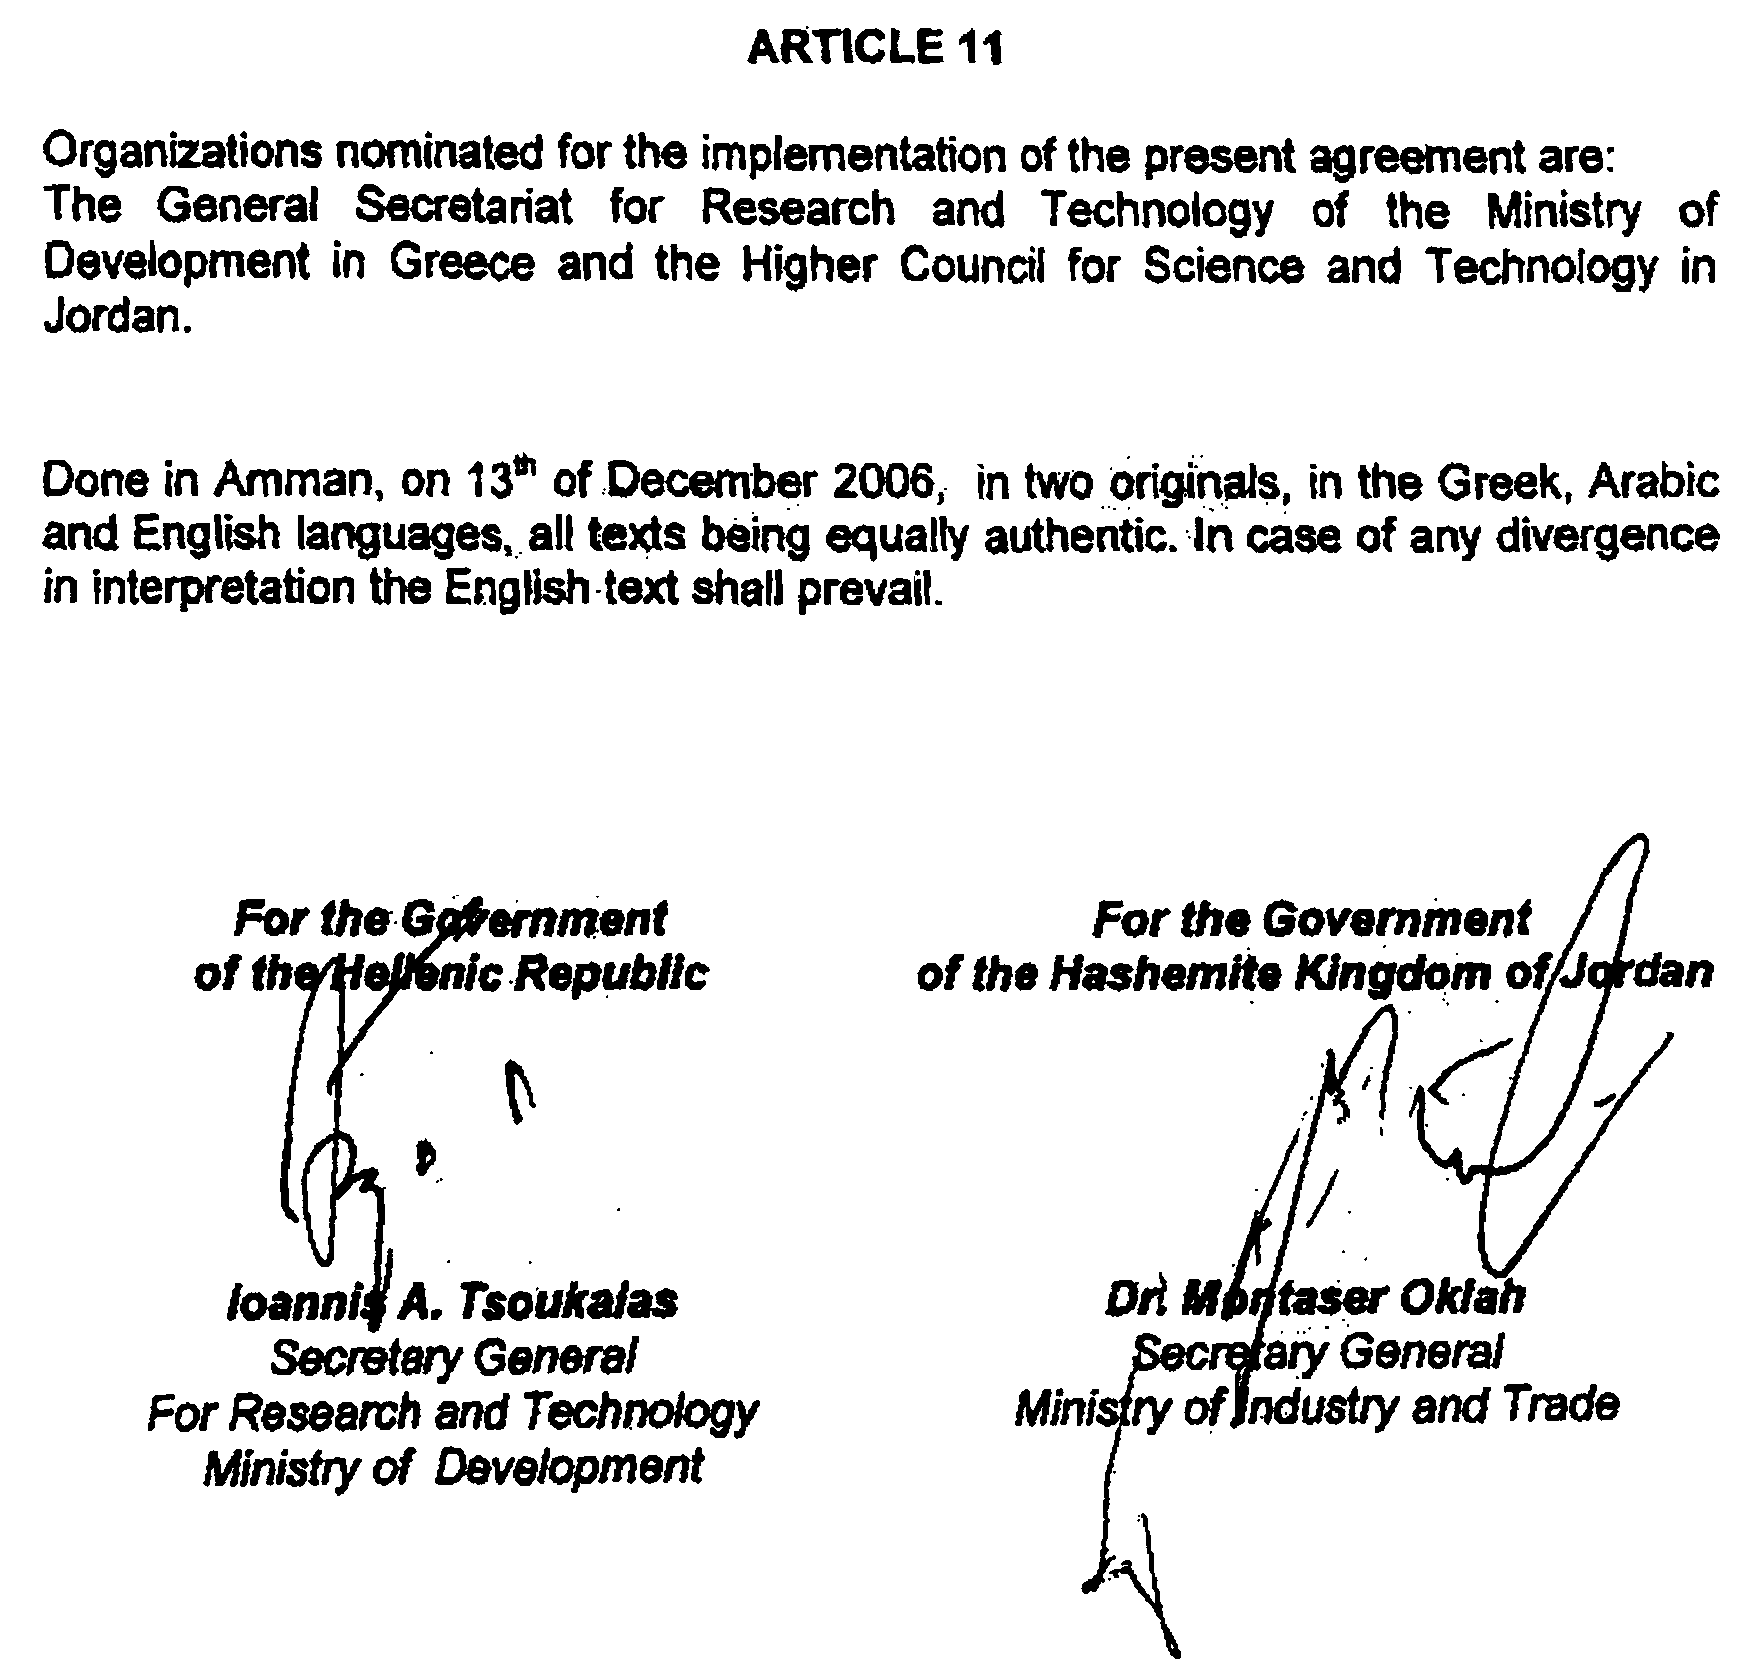 ARTICLE 11
Organizations nominated for the implementation of the present agreement are:
The General Secretariat for Research and Technology of the Ministry of
Development in Greece and the Higher Council for Science and Technology in
Jordan.
Done in Amman, on 13th of December 2006, in two originals, in the Greek, Arabic
and English languages, all texts being equally authentic. In case of any divergence
in interpretation the English text shall prevail.
For the Government
of the Hellenic Republic
Ioannis A. Tsoukalas
Secretary General
For Research and Technology
Ministry of Development
For the Government
of the Hashemite Kingdom of Jordan
Dr. Montaser Oklah
Secretary General
Ministry of Industry and Trade